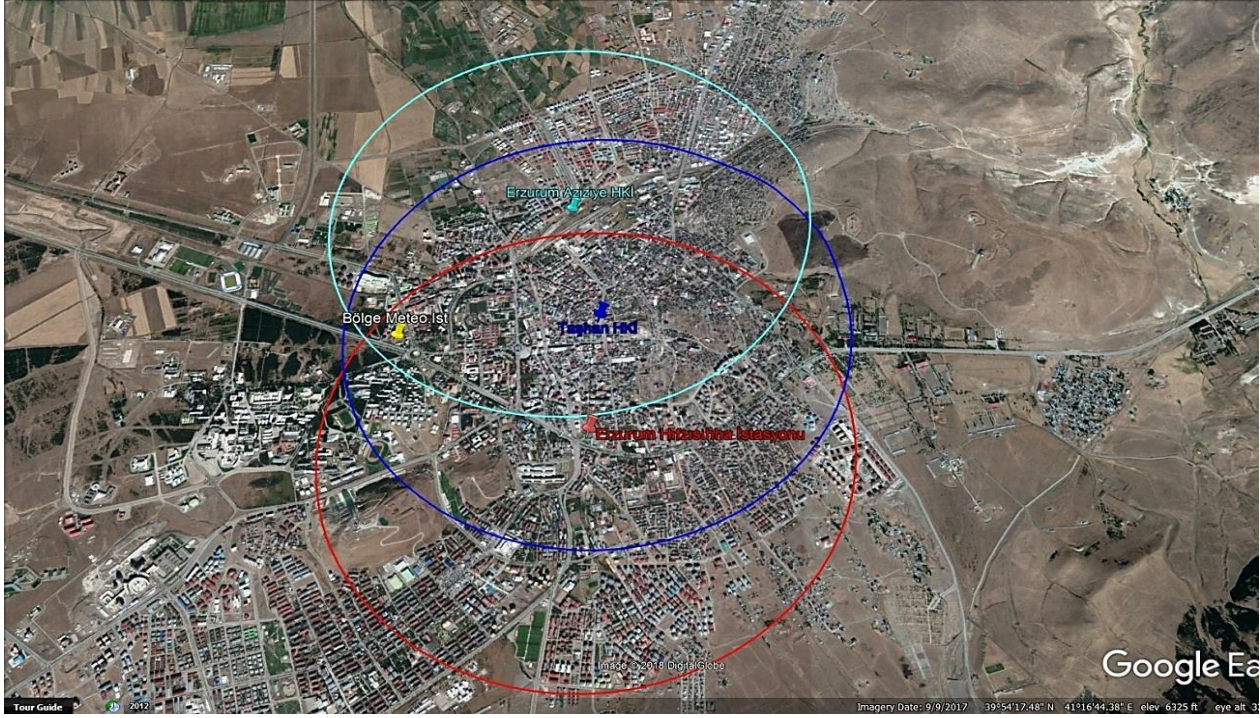 Erzurum Aziziye HKİ
Bölge Meteo.İst
Taşhan HKİ
Erzurum Hıfzısıhha İstasyonu
Image © 2018 DigitalGlobe
Google Ea
Tour Guide
2012
Imagery Date: 9/9/2017 39°54'17.48" N 41°16'44.38" E elev 6325 ft eye alt